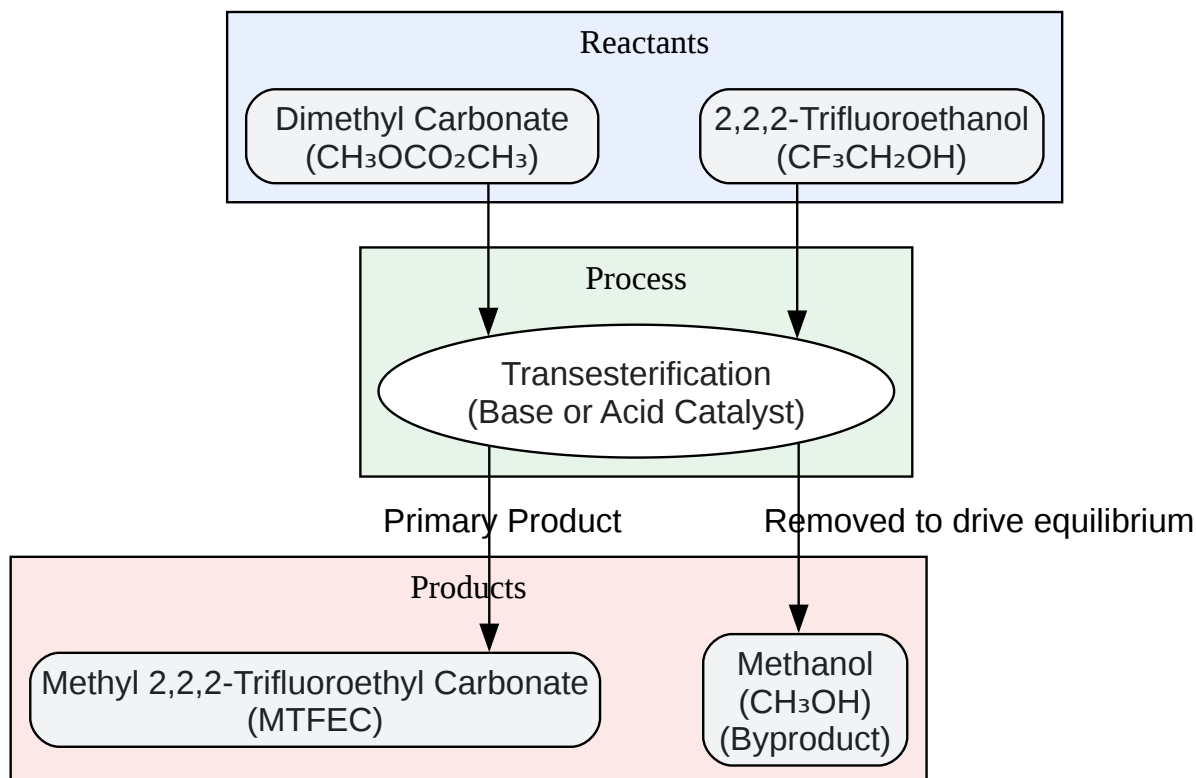 Reactants
Dimethyl Carbonate
(CH₃OCO₂CH₃)
2,2,2-Trifluoroethanol
(CF₃CH₂OH)
Process
Transesterification
(Base or Acid Catalyst)
Primary Product
Removed to drive equilibrium
Products
Methyl 2,2,2-Trifluoroethyl Carbonate
(MTFEC)
Methanol
(CH₃OH)
(Byproduct)